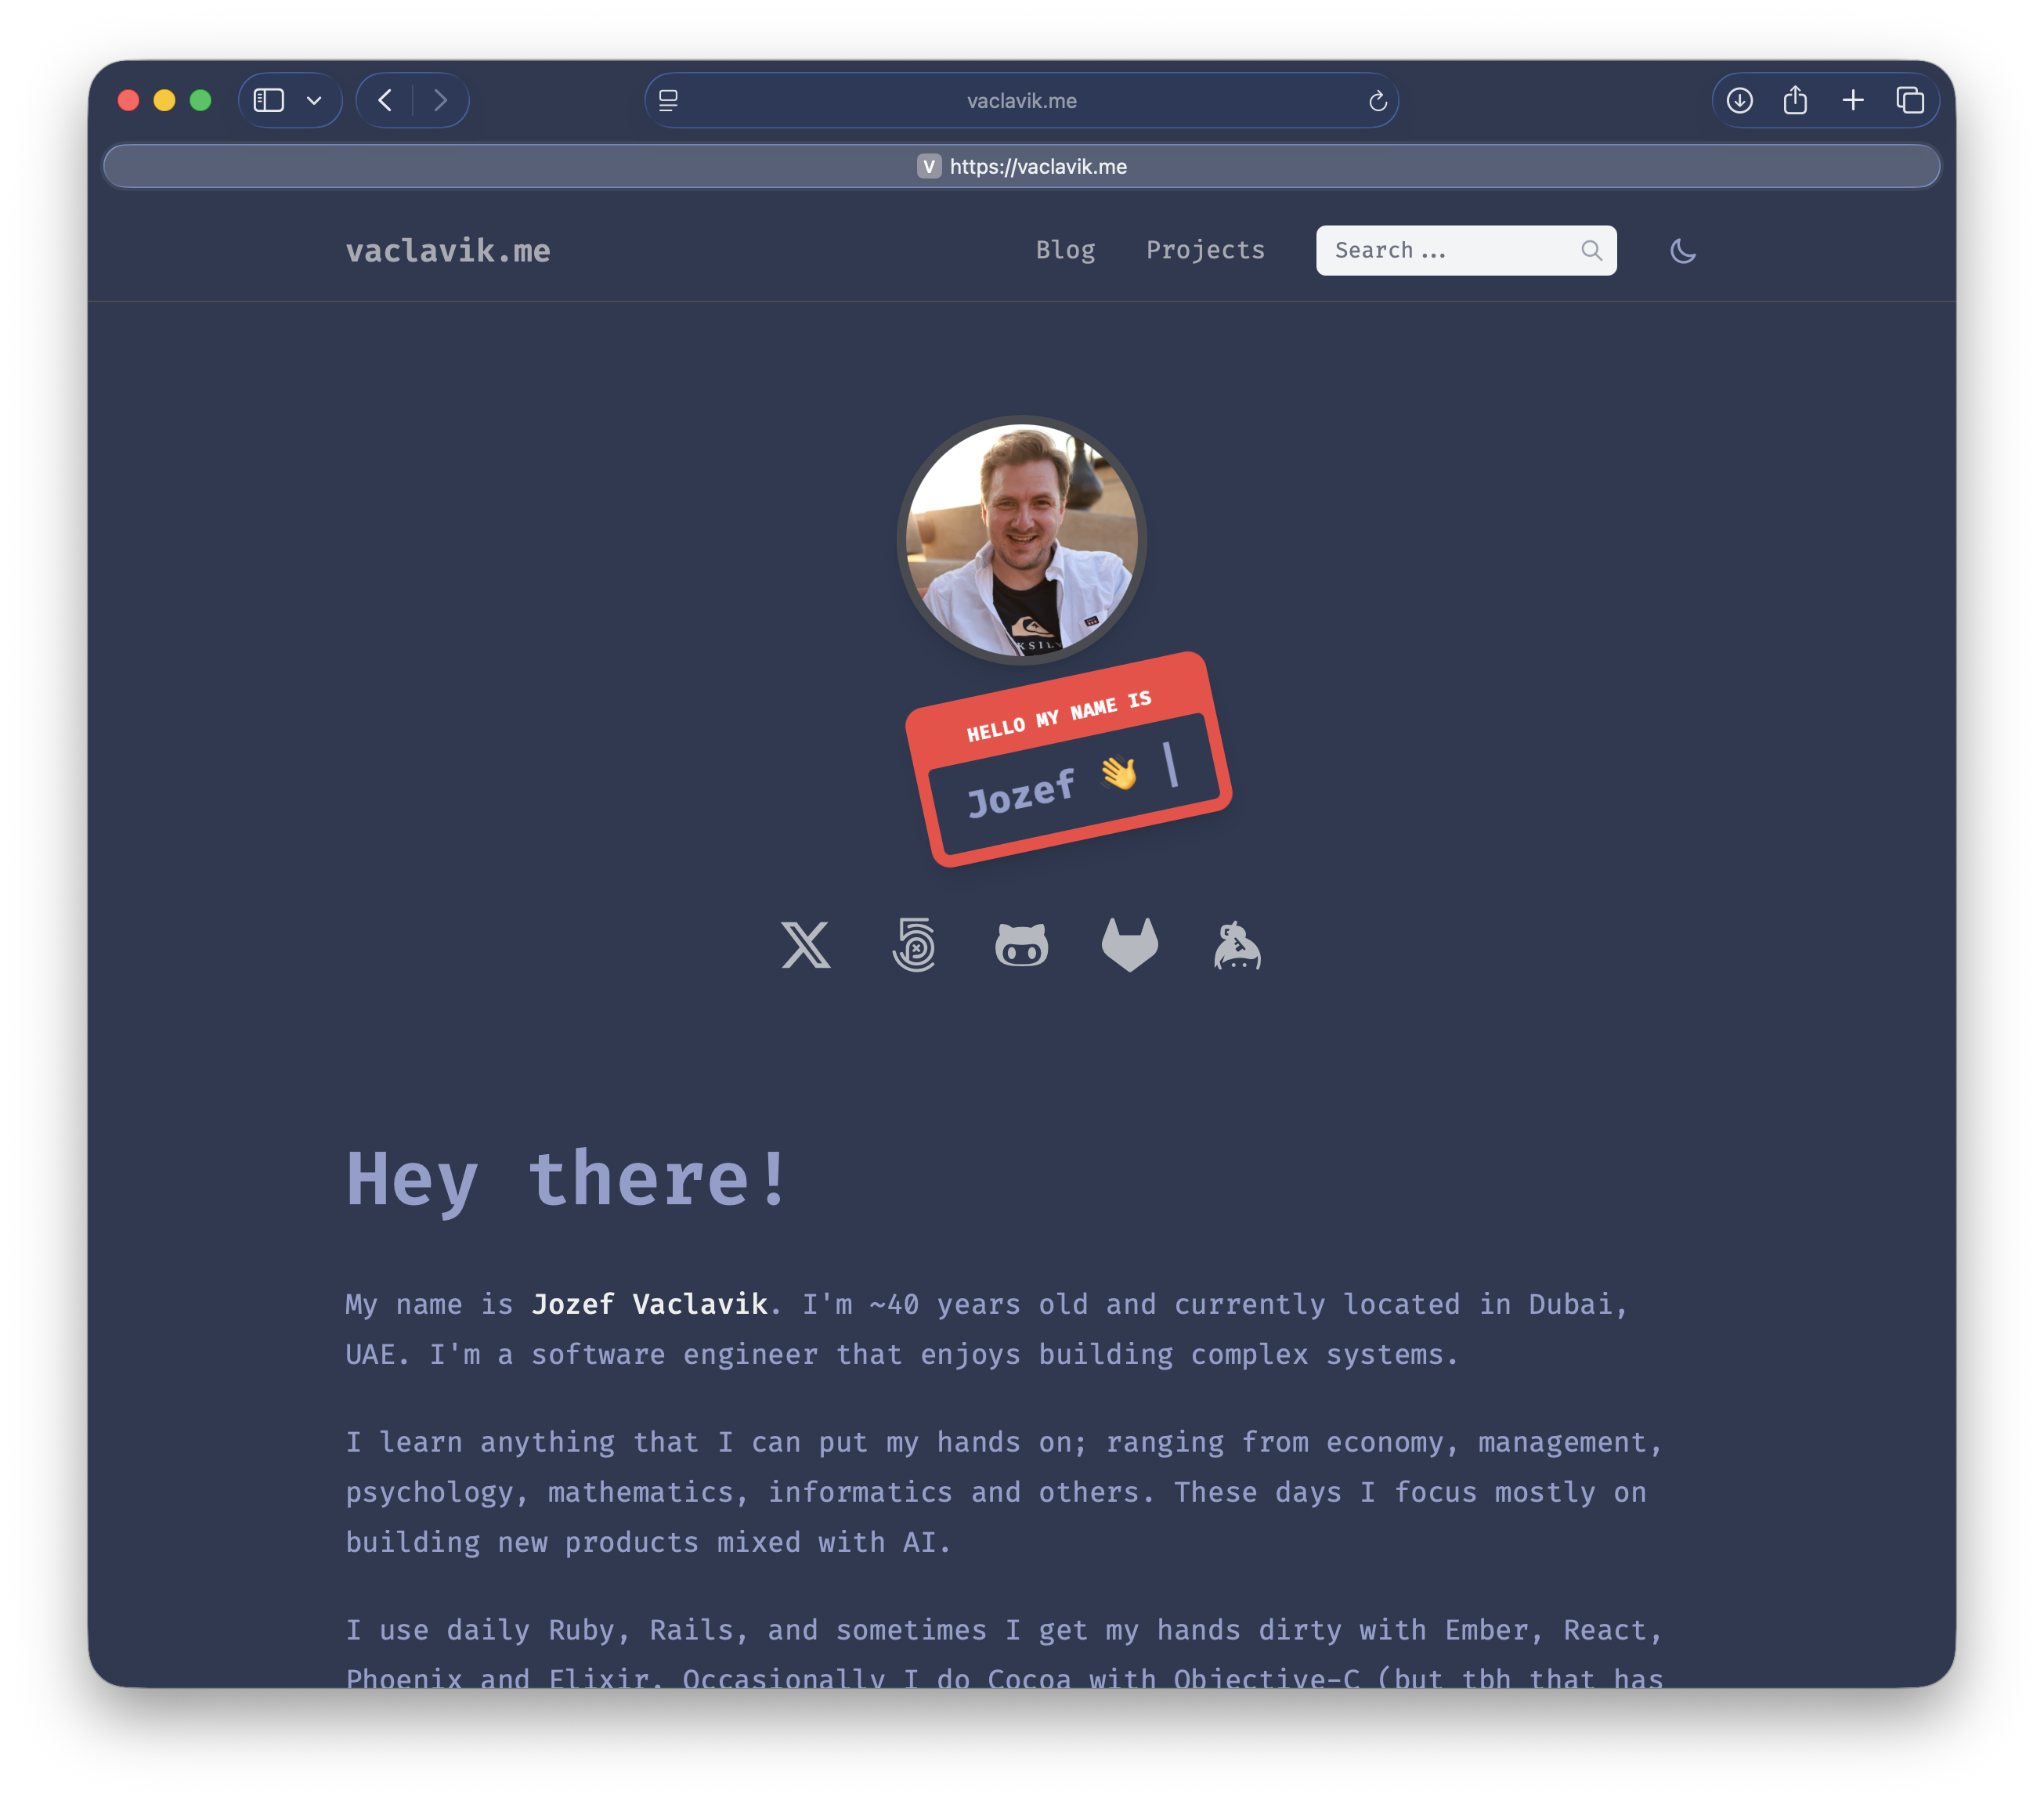 vaclavik.me
V https://vaclavik.me
vaclavik.me
Blog
Projects
Search ...
KSIL
HELLO MY NAME IS
Jozef 👋 |
Hey there!
My name is Jozef Vaclavik. I'm ~40 years old and currently located in Dubai,
UAE. I'm a software engineer that enjoys building complex systems.
I learn anything that I can put my hands on; ranging from economy, management,
psychology, mathematics, informatics and others. These days I focus mostly on
building new products mixed with AI.
I use daily Ruby, Rails, and sometimes I get my hands dirty with Ember, React,
Phoenix and Elixir. Occasionally I do Cocoa with Objective-C (but tbh that has